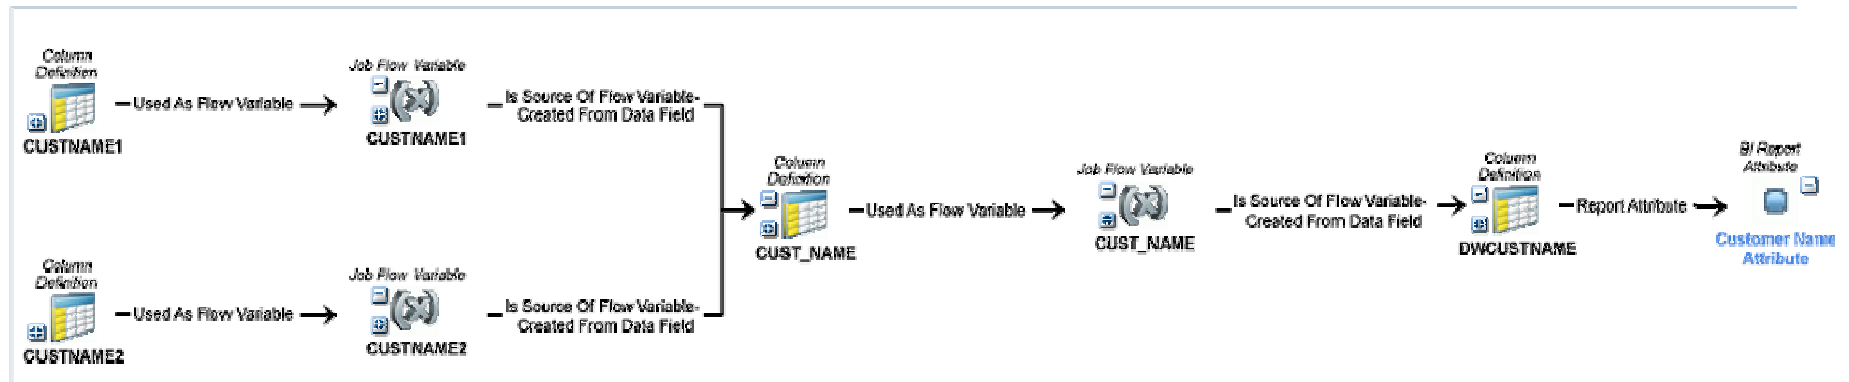 Column
Definition
CUSTNAME1
Used As Flow Variable
Job Flow Variable
CUSTNAME1
Is Source Of Flow Variable-
Created From Data Field
Column
Definition
CUSTNAME2
Used As Flow Variable
Job Flow Variable
CUSTNAME2
Is Source Of Flow Variable-
Created From Data Field
Column
Definition
CUST_NAME
Used As Flow Variable
Job Flow Variable
CUST_NAME
Is Source Of Flow Variable-
Created From Data Field
Column
Definition
DWCUSTNAME
Report Attribute
BI Report
Attribute
Customer Name
Attribute